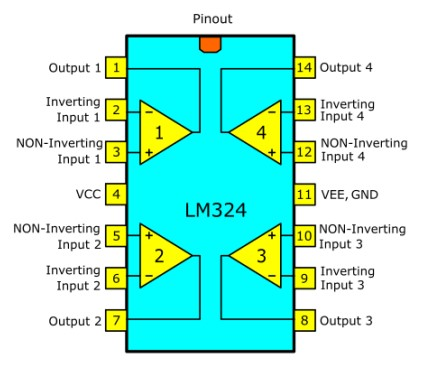 Pinout
Output 1 1 14 Output 4
Inverting
Input 1 2 − − 13 Inverting
Input 4
1 4
NON-Inverting
Input 1 3 + + 12 NON-Inverting
Input 4
VCC 4 11 VEE, GND
LM324
NON-Inverting
Input 2 5 + + 10 NON-Inverting
Input 3
2 3
Inverting
Input 2 6 − − 9 Inverting
Input 3
Output 2 7 8 Output 3